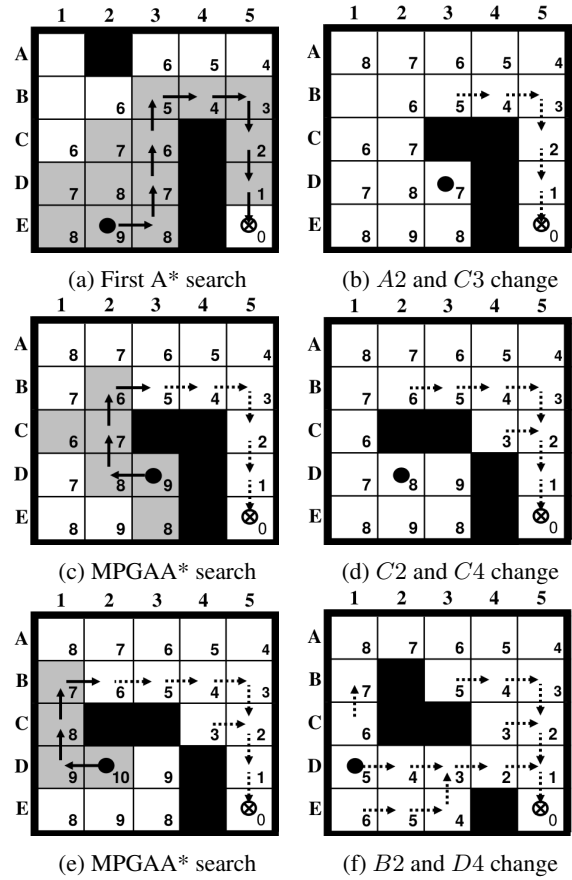 1 2 3 4 5
A 6 5 4
B 6 5 4 3
C 6 7 6 2
D 7 8 7 1
E 8 9 8 0
(a) First A* search
1 2 3 4 5
A 8 7 6 5 4
B 6 5 4 3
C 6 7 2
D 7 8 7 1
E 8 9 8 0
(b) A2 and C3 change
1 2 3 4 5
A 8 7 6 5 4
B 7 6 5 4 3
C 6 7 2
D 7 8 9 1
E 8 9 8 0
(c) MPGAA* search
1 2 3 4 5
A 8 7 6 5 4
B 7 6 5 4 3
C 6 3 2
D 7 8 9 1
E 8 9 8 0
(d) C2 and C4 change
1 2 3 4 5
A 8 7 6 5 4
B 7 6 5 4 3
C 8 3 2
D 9 10 9 1
E 8 9 8 0
(e) MPGAA* search
1 2 3 4 5
A 8 7 6 5 4
B 7 5 4 3
C 6 3 2
D 5 4 3 2 1
E 6 5 4 0
(f) B2 and D4 change